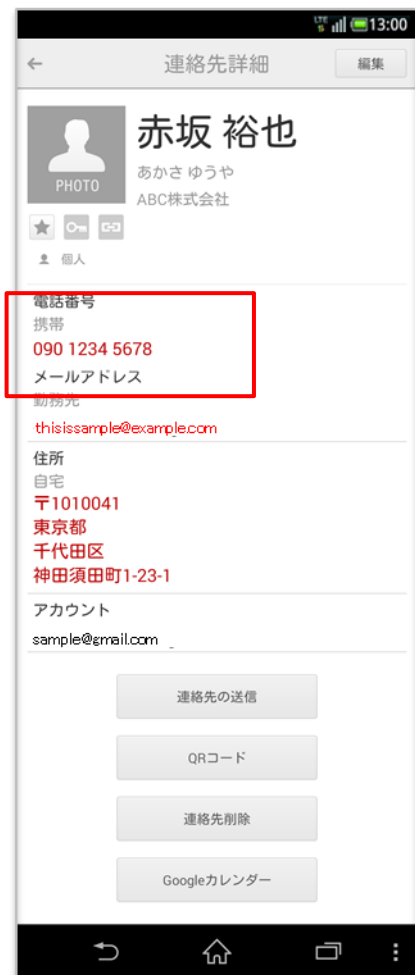 LTE 13:00
連絡先詳細 編集
赤坂 裕也
PHOTO
あかさ ゆうや
ABC株式会社
個人
電話番号
携帯
090 1234 5678
メールアドレス
勤務先
thisissample@example.com
住所
自宅
〒1010041
東京都
千代田区
神田須田町1-23-1
アカウント
sample@gmail.com
連絡先の送信
QRコード
連絡先削除
Googleカレンダー